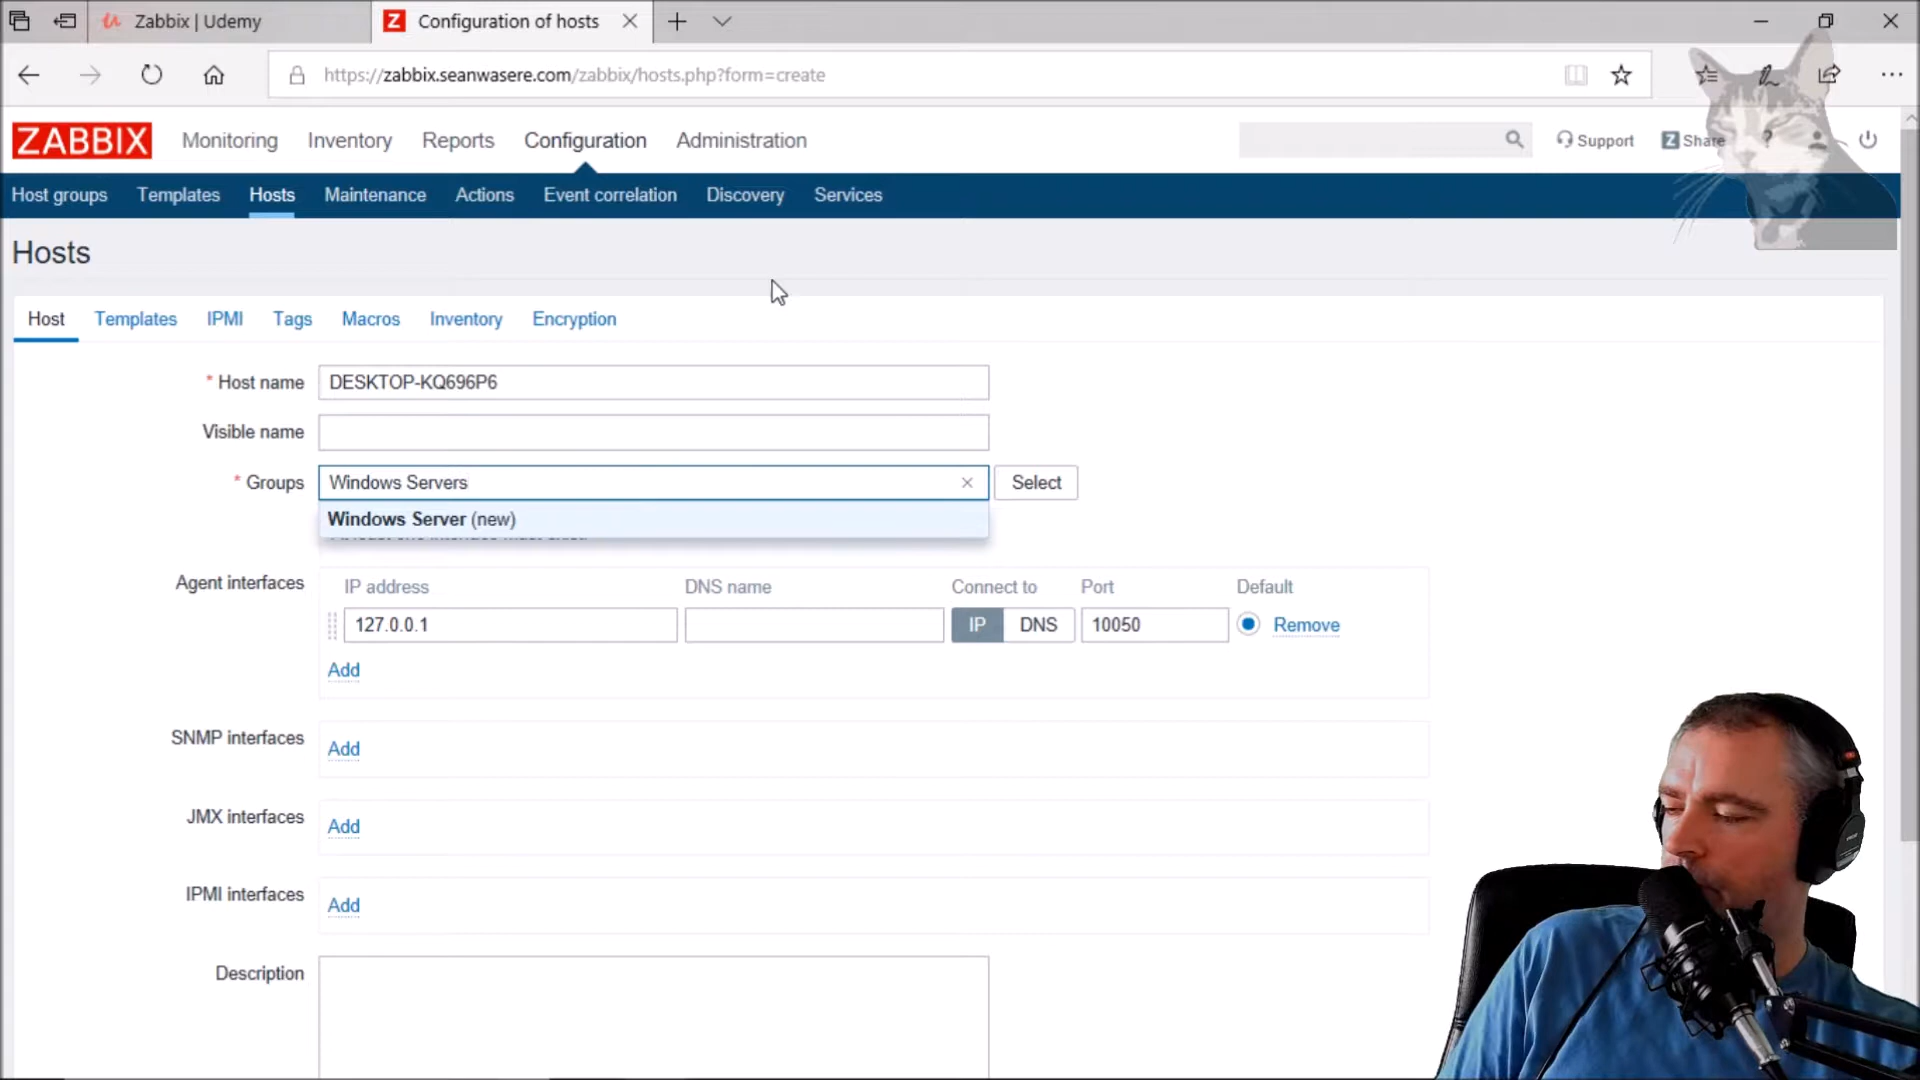 Zabbix | Udemy
Configuration of hosts
https://zabbix.seanwasere.com/zabbix/hosts.php?form=create
ZABBIX Monitoring Inventory Reports Configuration Administration
Support
Z Share
?
Host groups Templates Hosts Maintenance Actions Event correlation Discovery Services
Hosts
Host Templates IPMI Tags Macros Inventory Encryption
* Host name DESKTOP-KQ696P6
Visible name
* Groups Windows Servers Select
Windows Server (new)
Agent interfaces IP address DNS name Connect to Port Default
127.0.0.1 IP DNS 10050 Remove
Add
SNMP interfaces Add
JMX interfaces Add
IPMI interfaces Add
Description